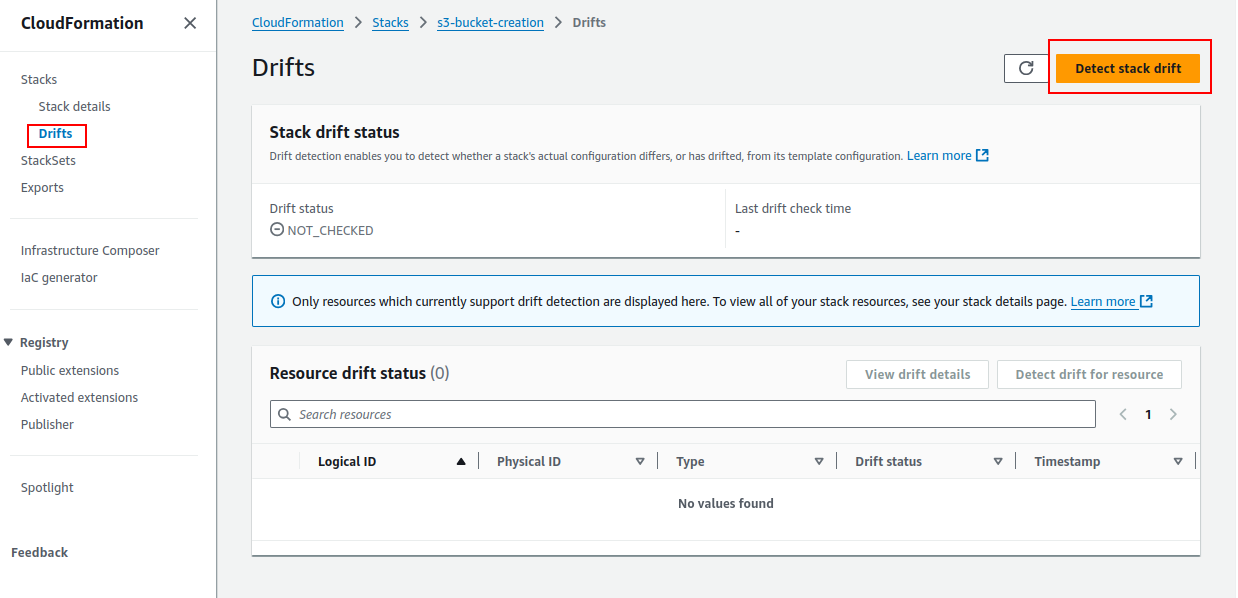 CloudFormation
Stacks
Stack details
Drifts
StackSets
Exports
Infrastructure Composer
IaC generator
Registry
Public extensions
Activated extensions
Publisher
Spotlight
Feedback
CloudFormation > Stacks > s3-bucket-creation > Drifts
Drifts
Detect stack drift
Stack drift status
Drift detection enables you to detect whether a stack's actual configuration differs, or has drifted, from its template configuration. Learn more
Drift status
NOT_CHECKED
Last drift check time
-
Only resources which currently support drift detection are displayed here. To view all of your stack resources, see your stack details page. Learn more
Resource drift status (0)
View drift details
Detect drift for resource
Search resources
1
Logical ID
Physical ID
Type
Drift status
Timestamp
No values found